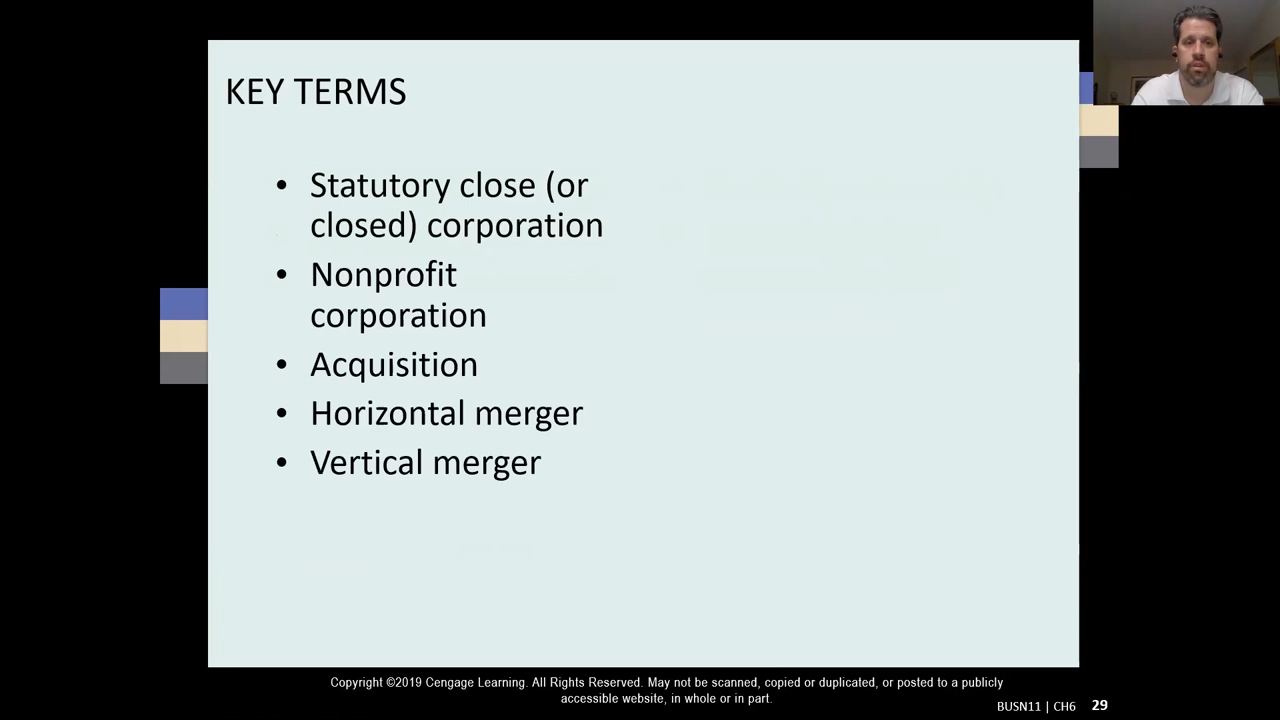 KEY TERMS
• Statutory close (or
closed) corporation
• Nonprofit
corporation
• Acquisition
• Horizontal merger
• Vertical merger
Copyright ©2019 Cengage Learning. All Rights Reserved. May not be scanned, copied or duplicated, or posted to a publicly
accessible website, in whole or in part.
BUSN11 | CH6 29